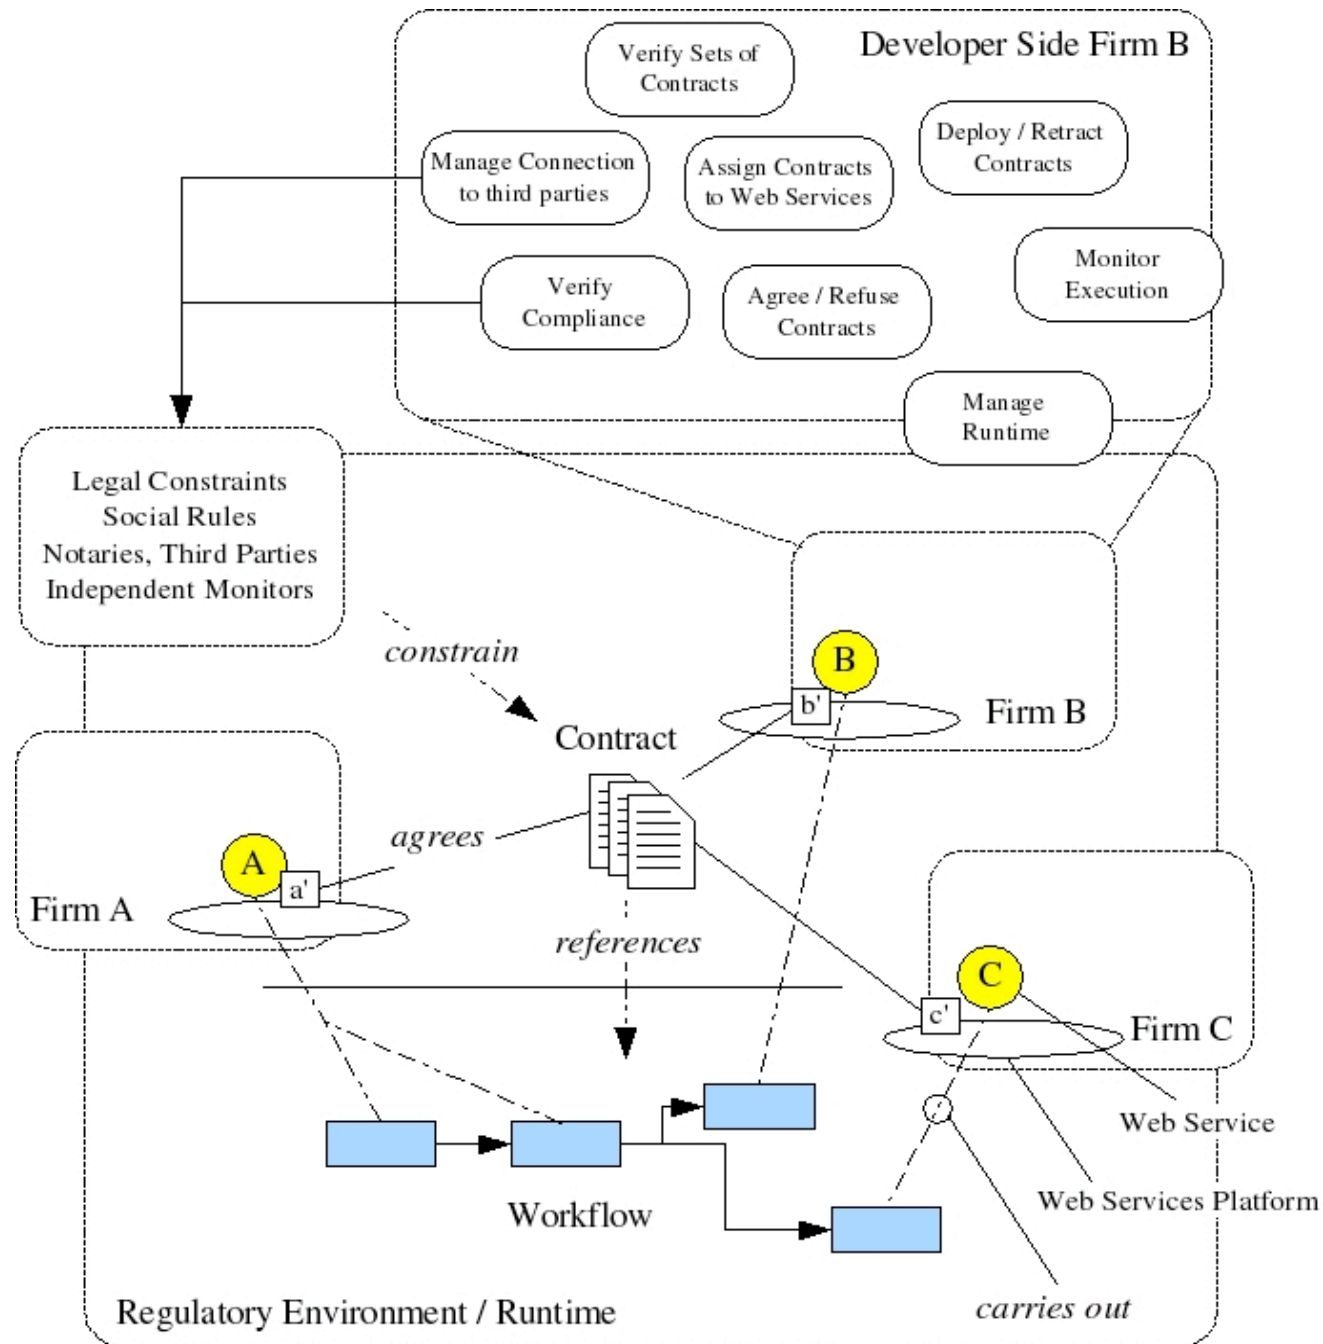 Developer Side Firm B
Verify Sets of
Contracts
Deploy / Retract
Contracts
Manage Connection
to third parties
Assign Contracts
to Web Services
Monitor
Execution
Verify
Compliance
Agree / Refuse
Contracts
Manage
Runtime
Legal Constraints
Social Rules
Notaries, Third Parties
Independent Monitors
constrain
B
b'
Firm B
Contract
agrees
A
a'
Firm A
references
C
c'
Firm C
Web Service
Web Services Platform
Workflow
carries out
Regulatory Environment / Runtime